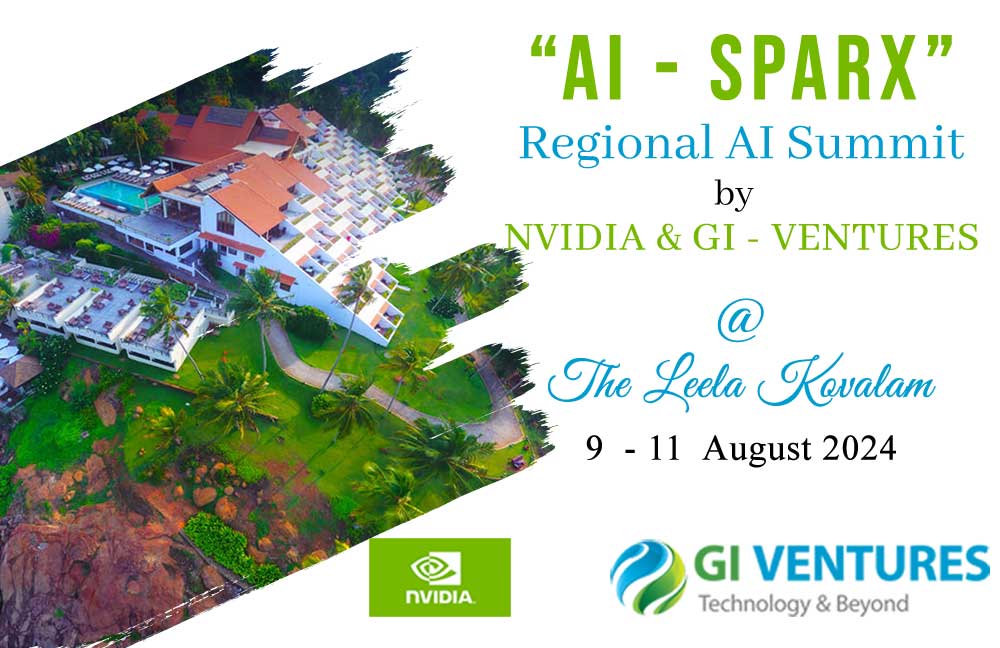 “AI - SPARX”
Regional AI Summit
by
NVIDIA & GI - VENTURES
@
The Leela Kovalam
9 - 11 August 2024
NVIDIA.
GI VENTURES
Technology & Beyond